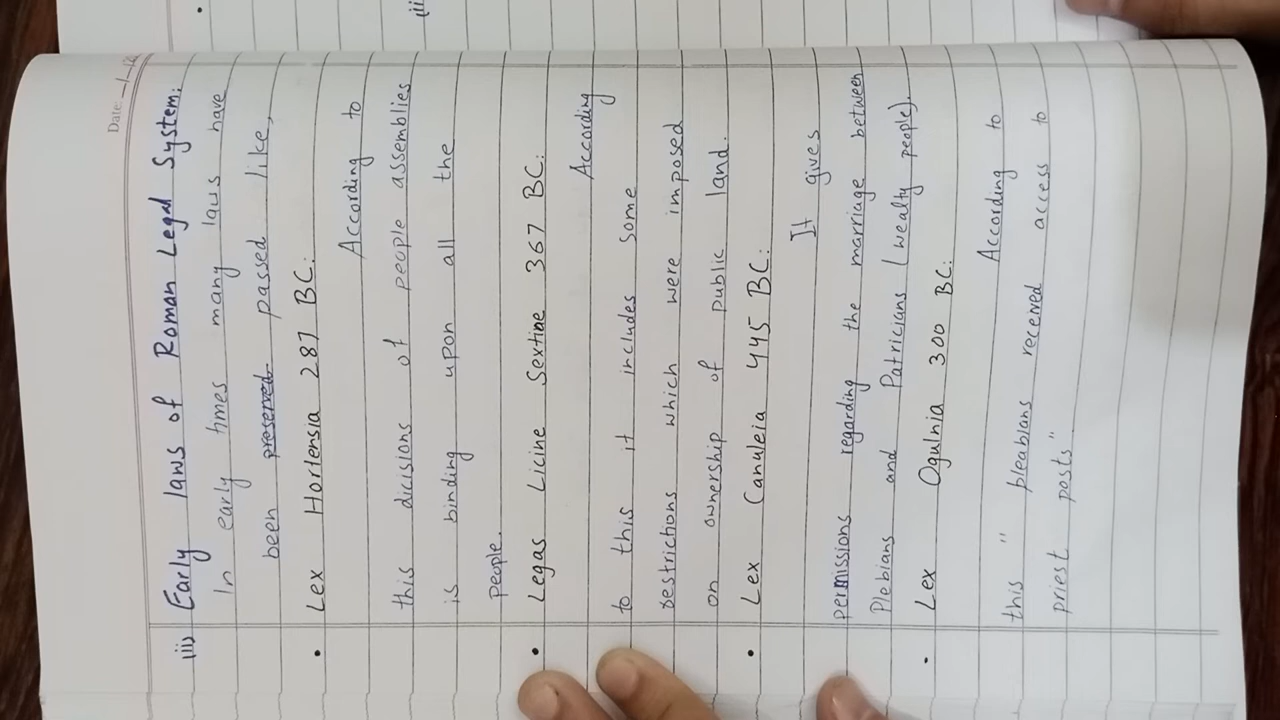 Date:
iii) Early laws of Roman Legal System:
In early times many laws have
been preserved passed like,
• Lex Hortensia 287 BC:
According to
this dicisions of people assemblies
is binding upon all the
people.
• Legas Licine Sextine 367 BC:
According
to this it includes some
restrictions which were imposed
on ownership of public land.
• Lex Canuleia 445 BC:
It gives
permissions regarding the marriage between
Plebians and Patricians (wealty people).
• Lex Ogulnia 300 BC:
According to
this " pleabians received access to
priest posts"